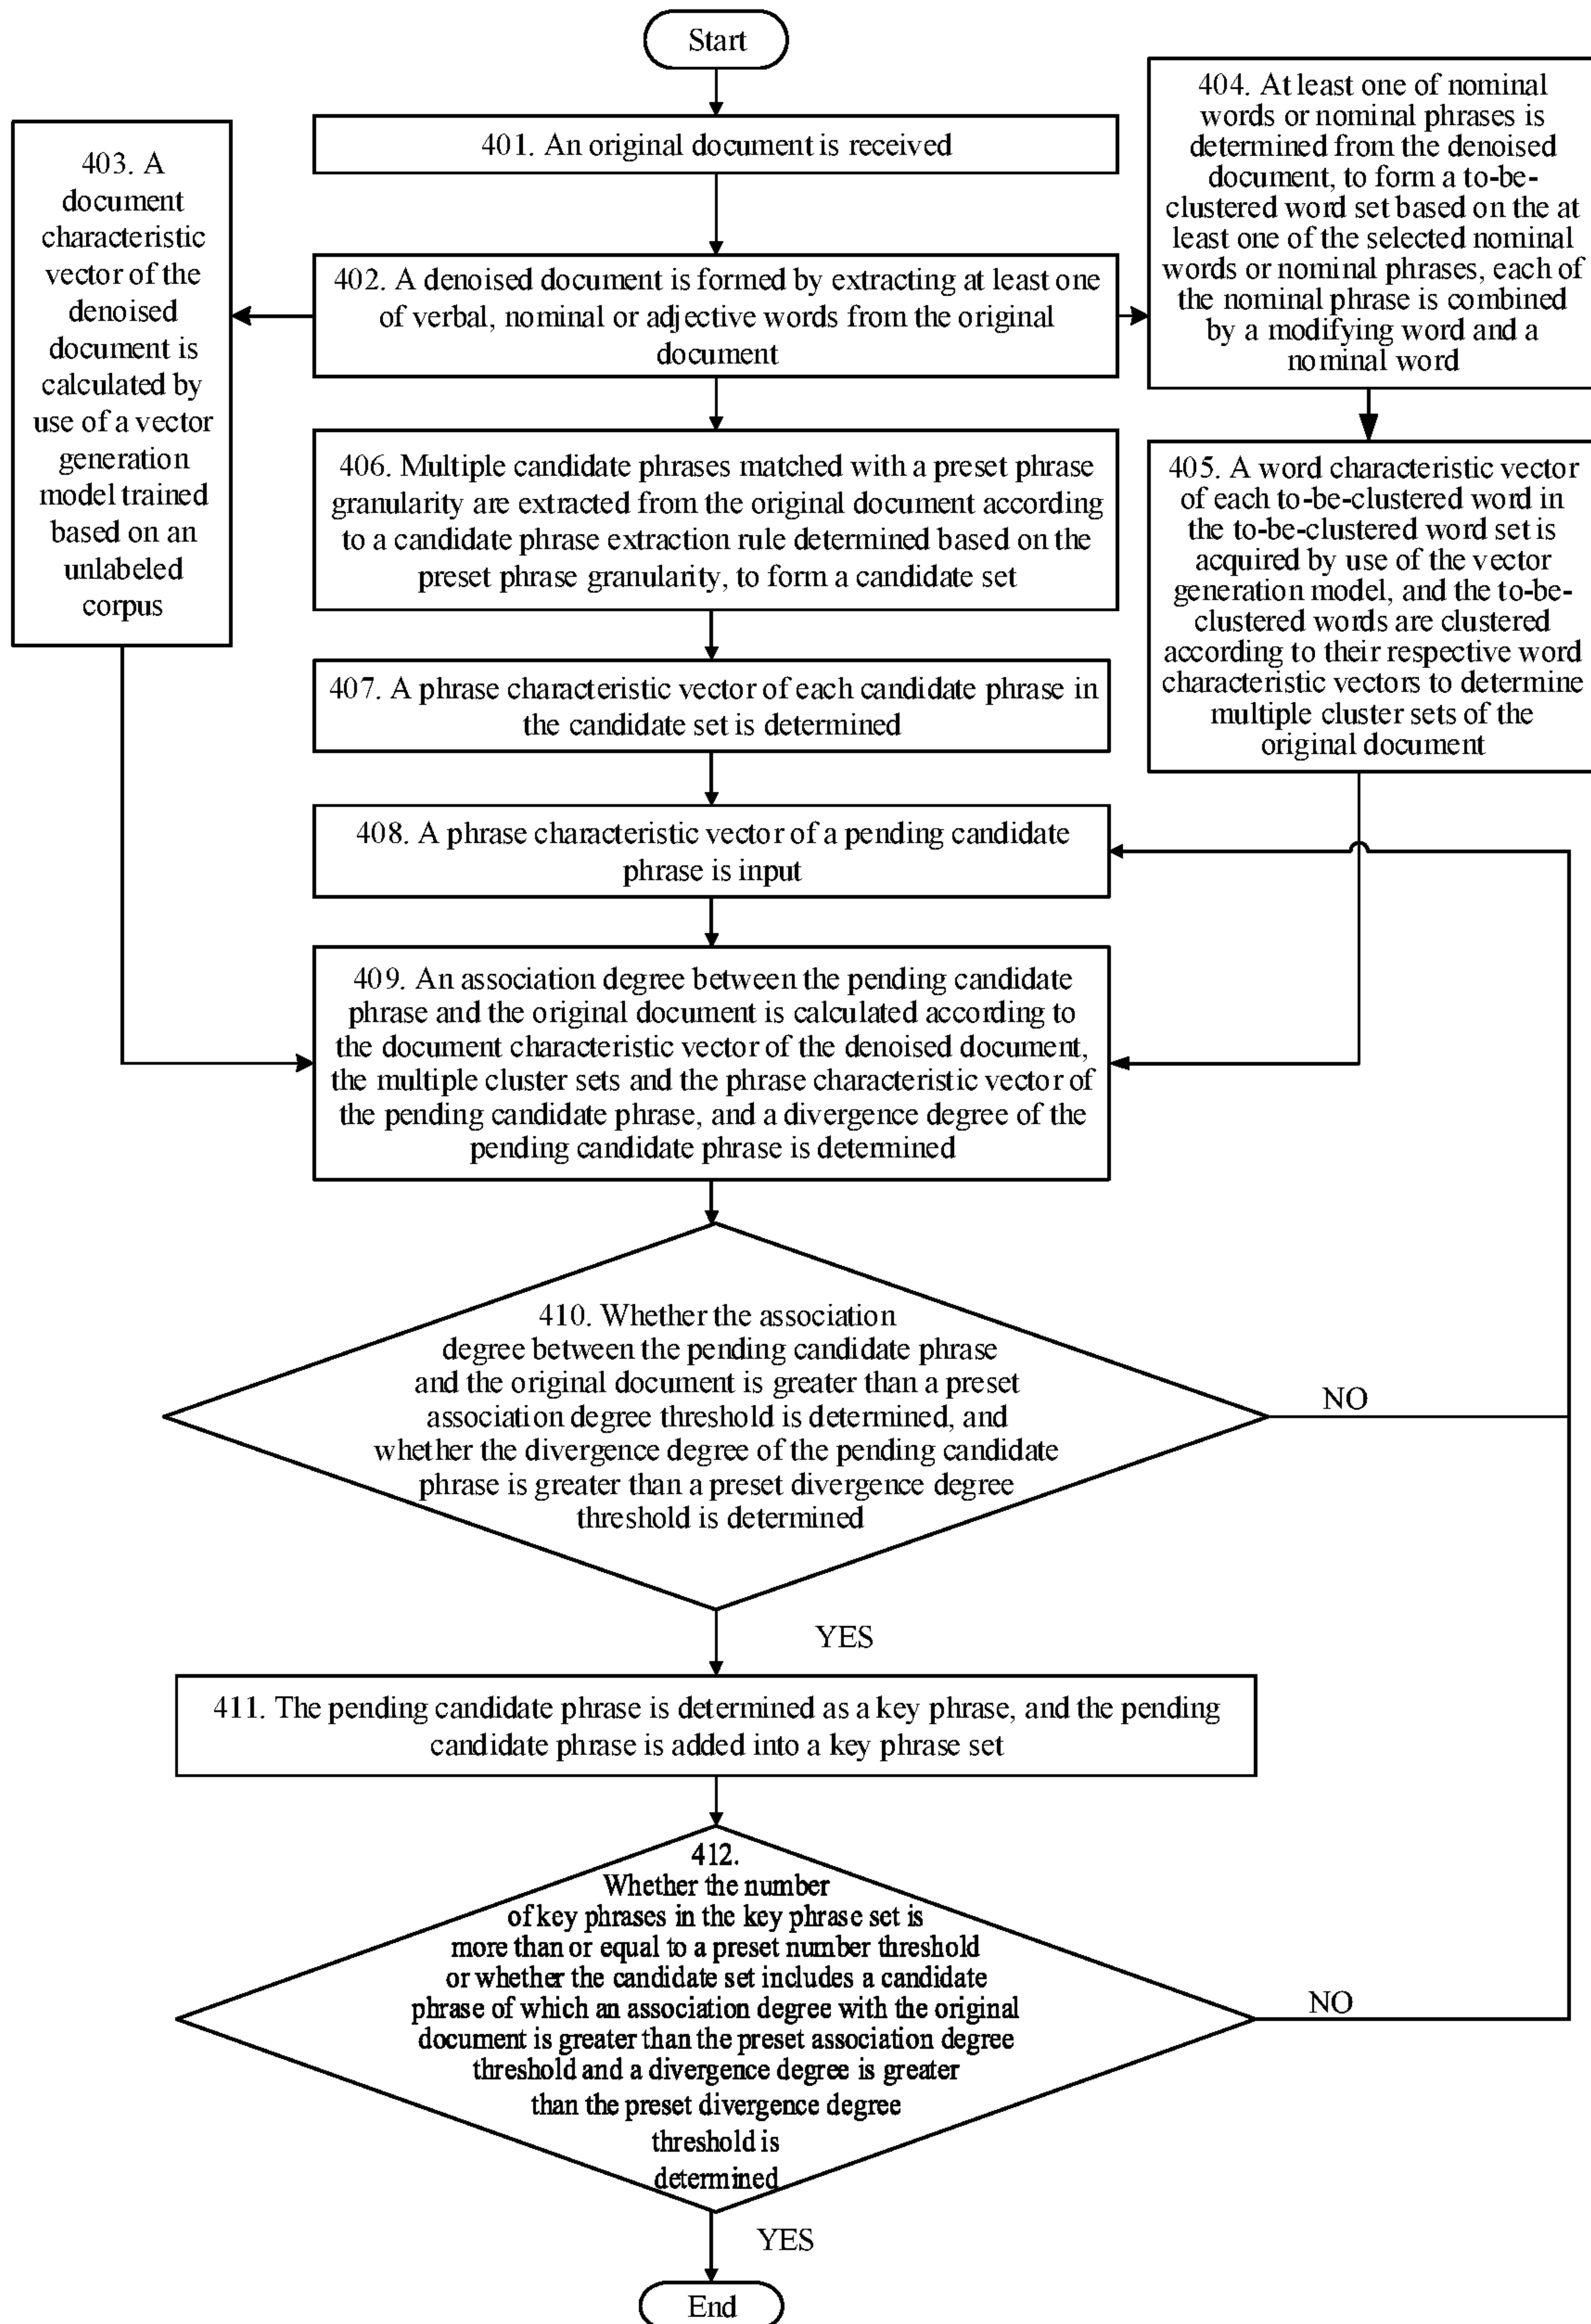 Start
401. An original document is received
402. A denoised document is formed by extracting at least one
of verbal, nominal or adjective words from the original
document
403. A
document
characteristic
vector of the
denoised
document is
calculated by
use of a vector
generation
model trained
based on an
unlabeled
corpus
404. At least one of nominal
words or nominal phrases is
determined from the denoised
document, to form a to-be-
clustered word set based on the at
least one of the selected nominal
words or nominal phrases, each of
the nominal phrase is combined
by a modifying word and a
nominal word
405. A word characteristic vector
of each to-be-clustered word in
the to-be-clustered word set is
acquired by use of the vector
generation model, and the to-be-
clustered words are clustered
according to their respective word
characteristic vectors to determine
multiple cluster sets of the
original document
406. Multiple candidate phrases matched with a preset phrase
granularity are extracted from the original document according
to a candidate phrase extraction rule determined based on the
preset phrase granularity, to form a candidate set
407. A phrase characteristic vector of each candidate phrase in
the candidate set is determined
408. A phrase characteristic vector of a pending candidate
phrase is input
409. An association degree between the pending candidate
phrase and the original document is calculated according to
the document characteristic vector of the denoised document,
the multiple cluster sets and the phrase characteristic vector of
the pending candidate phrase, and a divergence degree of the
pending candidate phrase is determined
410. Whether the association
degree between the pending candidate phrase
and the original document is greater than a preset
association degree threshold is determined, and
whether the divergence degree of the pending candidate
phrase is greater than a preset divergence degree
threshold is determined
NO
YES
411. The pending candidate phrase is determined as a key phrase, and the pending
candidate phrase is added into a key phrase set
412.
Whether the number
of key phrases in the key phrase set is
more than or equal to a preset number threshold
or whether the candidate set includes a candidate
phrase of which an association degree with the original
document is greater than the preset association degree
threshold and a divergence degree is greater
than the preset divergence degree
threshold is
determined
NO
YES
End